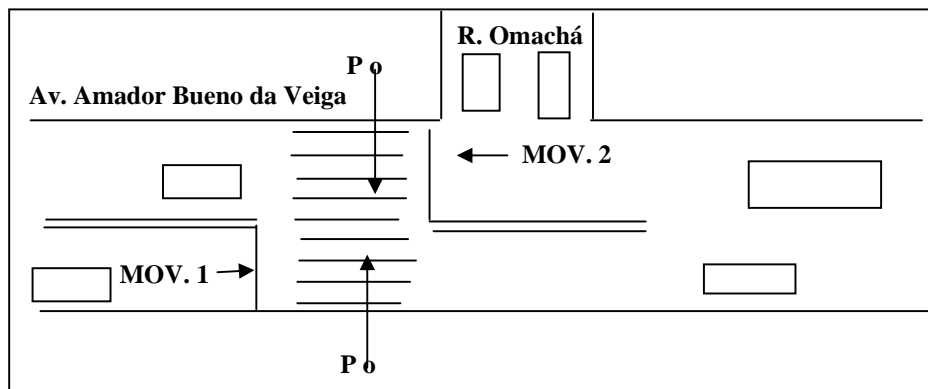 R. Omachá
P o
Av. Amador Bueno da Veiga
MOV. 2
MOV. 1
P o